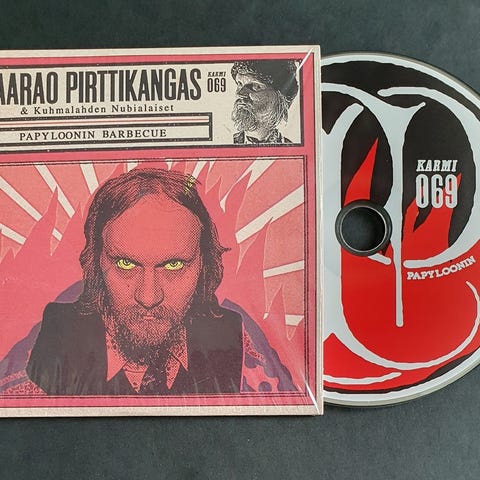 AARAO PIRTTIKANGAS
& Kuhmalahden Nubialaiset
KARMI
069
PAPYLOONIN BARBECUE
KARMI
069
PAPYLOONIN